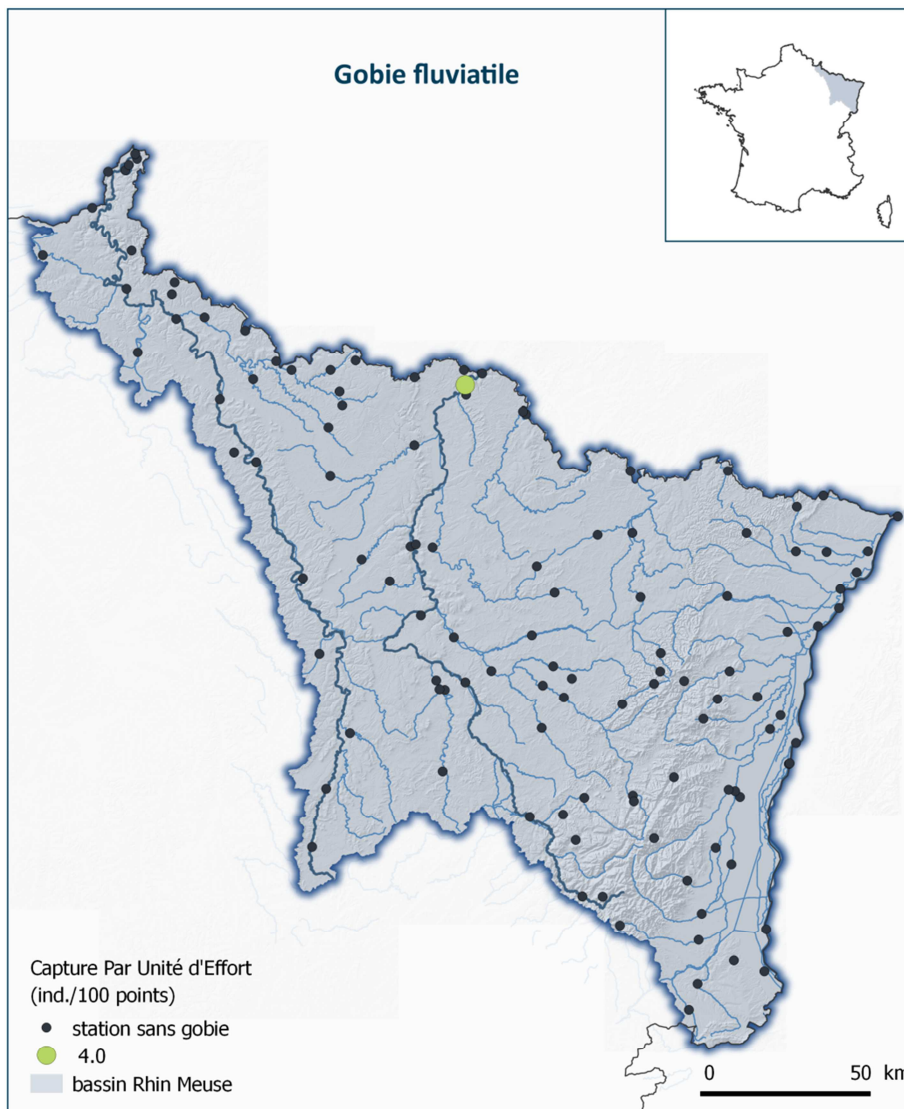 Gobie fluviatile
Capture Par Unité d'Effort
(ind./100 points)
station sans gobie
4.0
bassin Rhin Meuse
0 50 km